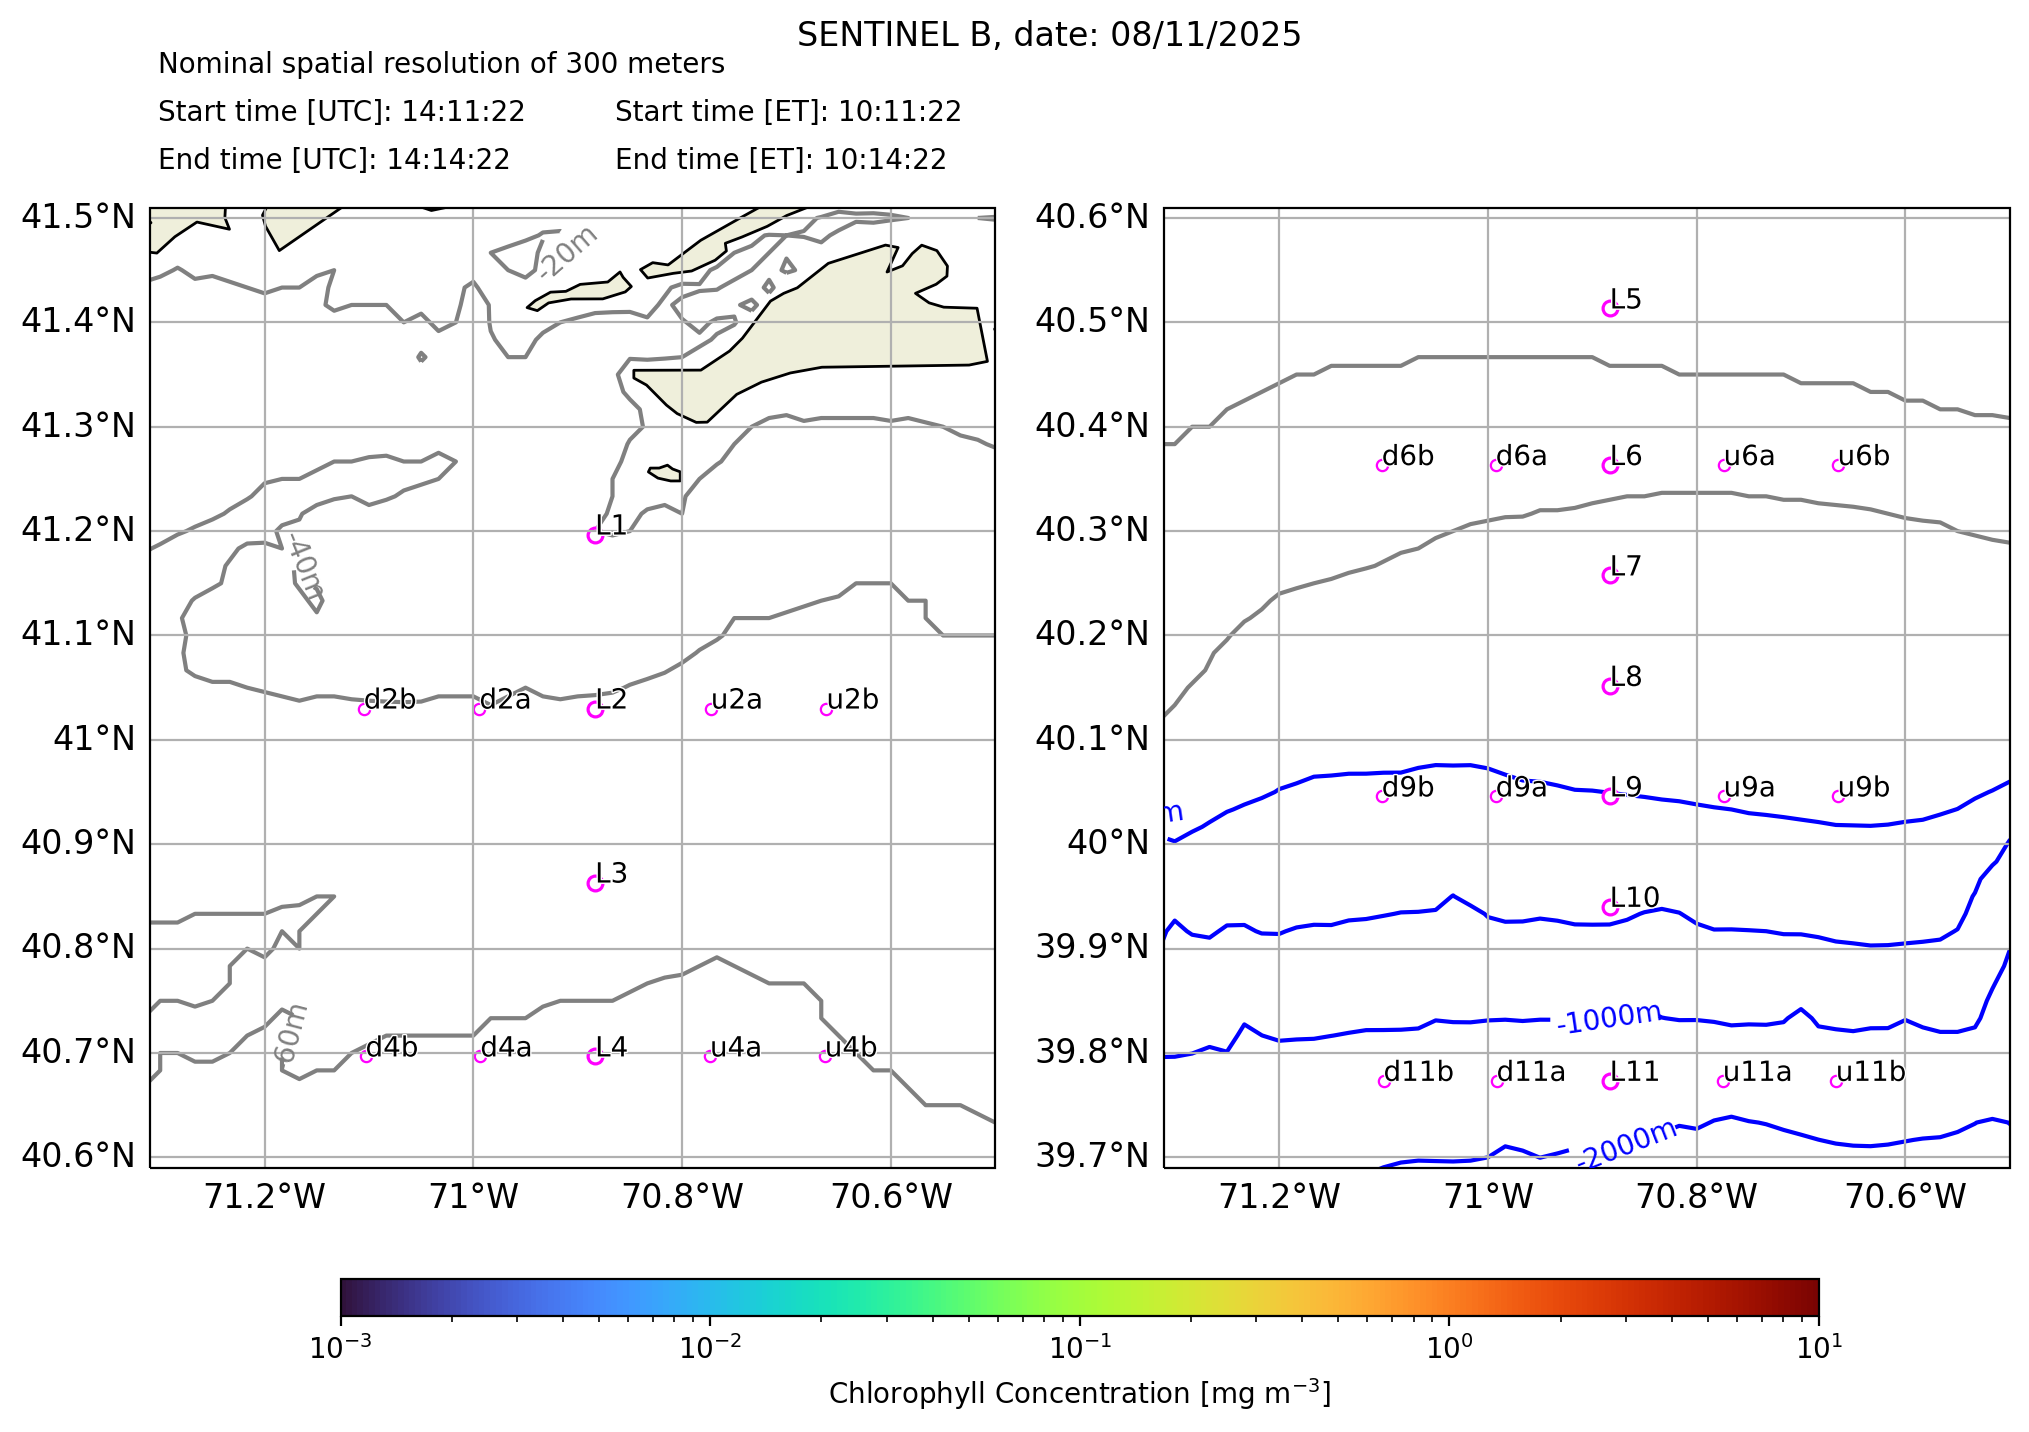 SENTINEL B, date: 08/11/2025
Nominal spatial resolution of 300 meters
Start time [UTC]: 14:11:22 Start time [ET]: 10:11:22
End time [UTC]: 14:14:22 End time [ET]: 10:14:22
41.5°N
41.4°N
41.3°N
41.2°N
41.1°N
41°N
40.9°N
40.8°N
40.7°N
40.6°N
-20m
-40m
-60m
L1
d2b d2a L2 u2a u2b
L3
d4b d4a L4 u4a u4b
71.2°W 71°W 70.8°W 70.6°W
40.6°N
40.5°N
40.4°N
40.3°N
40.2°N
40.1°N
40°N
39.9°N
39.8°N
39.7°N
L5
d6b d6a L6 u6a u6b
L7
L8
d9b d9a L9 u9a u9b
m
L10
-1000m
d11b d11a L11 u11a u11b
-2000m
71.2°W 71°W 70.8°W 70.6°W
10⁻³ 10⁻² 10⁻¹ 10⁰ 10¹
Chlorophyll Concentration [mg m⁻³]